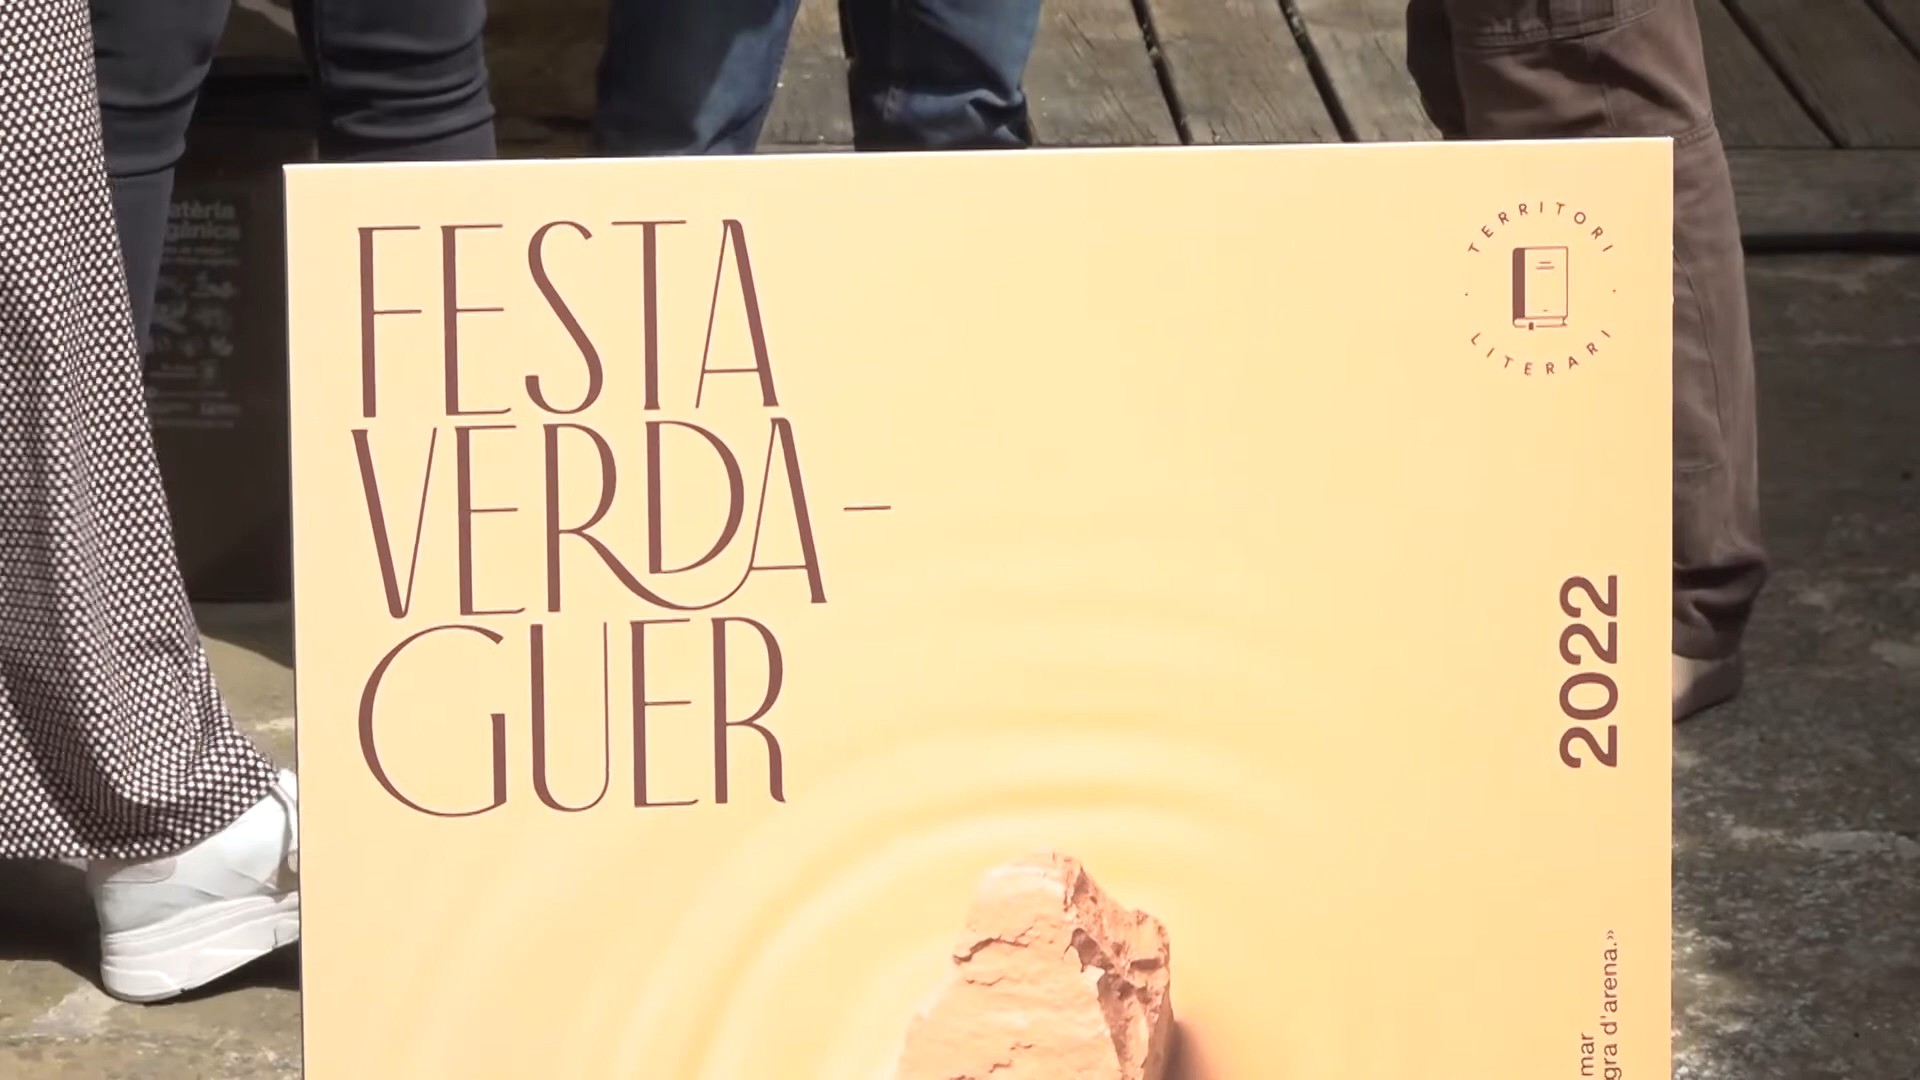 FESTA
VERDA-
GUER
TERRITORI
LITERARI
2022
mar
gra d'arena.»